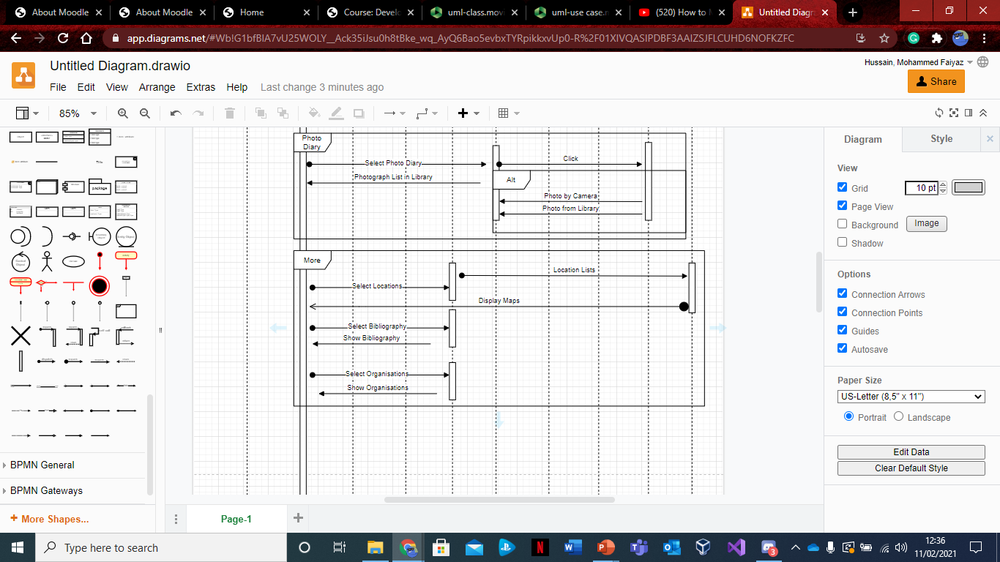 About Moodle
About Moodle
Home
Course: Develo
uml-class.movi
uml-use case.m
(520) How to M
Untitled Diagra
app.diagrams.net/#Wb!G1bfBlA7vU25WOLY__Ack35iJsu0h8tBke_wq_AyQ6Bao5evbxTYRpikkxvUp0-R%2F01XIVQASIPDBF3AAIZSJFLCUHD6NOFKZFC
Untitled Diagram.drawio
Hussain, Mohammed Faiyaz
File Edit View Arrange Extras Help Last change 3 minutes ago
Share
85%
Title
package
BPMN General
BPMN Gateways
+ More Shapes...
Photo
Diary
Select Photo Diary
Click
Photograph List in Library
Alt
Photo by Camera
Photo from Library
More
Location Lists
Select Locations
Display Maps
Select Bibliography
Show Bibliography
Select Organisations
Show Organisations
Page-1
Diagram
Style
View
Grid
10 pt
Page View
Background
Image
Shadow
Options
Connection Arrows
Connection Points
Guides
Autosave
Paper Size
US-Letter (8,5" x 11")
Portrait
Landscape
Edit Data
Clear Default Style
Type here to search
3
12:36
11/02/2021